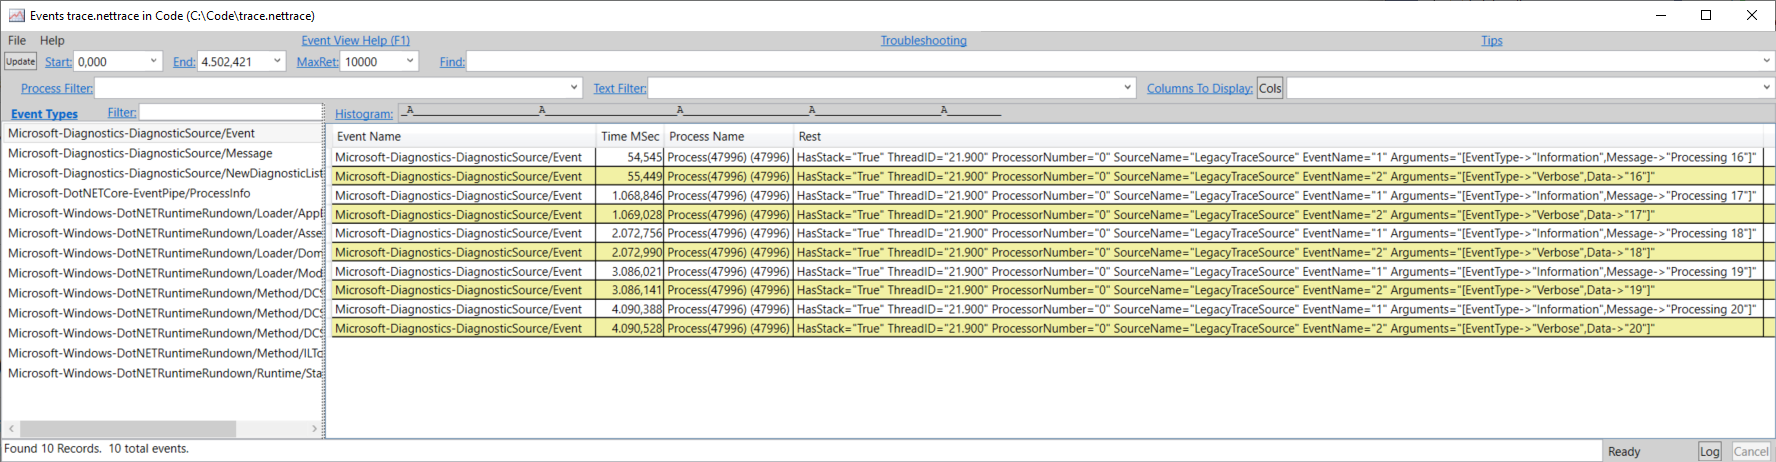 Events trace.nettrace in Code (C:\Code\trace.nettrace)
File Help Event View Help (F1) Troubleshooting Tips
Update Start: 0,000 End: 4.502,421 MaxRet: 10000 Find:
Process Filter: Text Filter: Columns To Display: Cols
Event Types Filter: Histogram: _A_ A A A A
Event Name Time MSec Process Name Rest
Microsoft-Diagnostics-DiagnosticSource/Event
Microsoft-Diagnostics-DiagnosticSource/Message
Microsoft-Diagnostics-DiagnosticSource/NewDiagnosticList
Microsoft-DotNETCore-EventPipe/ProcessInfo
Microsoft-Windows-DotNETRuntimeRundown/Loader/AppD
Microsoft-Windows-DotNETRuntimeRundown/Loader/Asse
Microsoft-Windows-DotNETRuntimeRundown/Loader/Dom
Microsoft-Windows-DotNETRuntimeRundown/Loader/Mod
Microsoft-Windows-DotNETRuntimeRundown/Method/DCS
Microsoft-Windows-DotNETRuntimeRundown/Method/DCS
Microsoft-Windows-DotNETRuntimeRundown/Method/DCS
Microsoft-Windows-DotNETRuntimeRundown/Method/ILTo
Microsoft-Windows-DotNETRuntimeRundown/Runtime/Sta
Microsoft-Diagnostics-DiagnosticSource/Event 54,545 Process(47996) (47996) HasStack="True" ThreadID="21.900" ProcessorNumber="0" SourceName="LegacyTraceSource" EventName="1" Arguments="[EventType->"Information",Message->"Processing 16"]"
Microsoft-Diagnostics-DiagnosticSource/Event 55,449 Process(47996) (47996) HasStack="True" ThreadID="21.900" ProcessorNumber="0" SourceName="LegacyTraceSource" EventName="2" Arguments="[EventType->"Verbose",Data->"16"]"
Microsoft-Diagnostics-DiagnosticSource/Event 1.068,846 Process(47996) (47996) HasStack="True" ThreadID="21.900" ProcessorNumber="0" SourceName="LegacyTraceSource" EventName="1" Arguments="[EventType->"Information",Message->"Processing 17"]"
Microsoft-Diagnostics-DiagnosticSource/Event 1.069,028 Process(47996) (47996) HasStack="True" ThreadID="21.900" ProcessorNumber="0" SourceName="LegacyTraceSource" EventName="2" Arguments="[EventType->"Verbose",Data->"17"]"
Microsoft-Diagnostics-DiagnosticSource/Event 2.072,756 Process(47996) (47996) HasStack="True" ThreadID="21.900" ProcessorNumber="0" SourceName="LegacyTraceSource" EventName="1" Arguments="[EventType->"Information",Message->"Processing 18"]"
Microsoft-Diagnostics-DiagnosticSource/Event 2.072,990 Process(47996) (47996) HasStack="True" ThreadID="21.900" ProcessorNumber="0" SourceName="LegacyTraceSource" EventName="2" Arguments="[EventType->"Verbose",Data->"18"]"
Microsoft-Diagnostics-DiagnosticSource/Event 3.086,021 Process(47996) (47996) HasStack="True" ThreadID="21.900" ProcessorNumber="0" SourceName="LegacyTraceSource" EventName="1" Arguments="[EventType->"Information",Message->"Processing 19"]"
Microsoft-Diagnostics-DiagnosticSource/Event 3.086,141 Process(47996) (47996) HasStack="True" ThreadID="21.900" ProcessorNumber="0" SourceName="LegacyTraceSource" EventName="2" Arguments="[EventType->"Verbose",Data->"19"]"
Microsoft-Diagnostics-DiagnosticSource/Event 4.090,388 Process(47996) (47996) HasStack="True" ThreadID="21.900" ProcessorNumber="0" SourceName="LegacyTraceSource" EventName="1" Arguments="[EventType->"Information",Message->"Processing 20"]"
Microsoft-Diagnostics-DiagnosticSource/Event 4.090,528 Process(47996) (47996) HasStack="True" ThreadID="21.900" ProcessorNumber="0" SourceName="LegacyTraceSource" EventName="2" Arguments="[EventType->"Verbose",Data->"20"]"
Found 10 Records. 10 total events. Ready Log Cancel